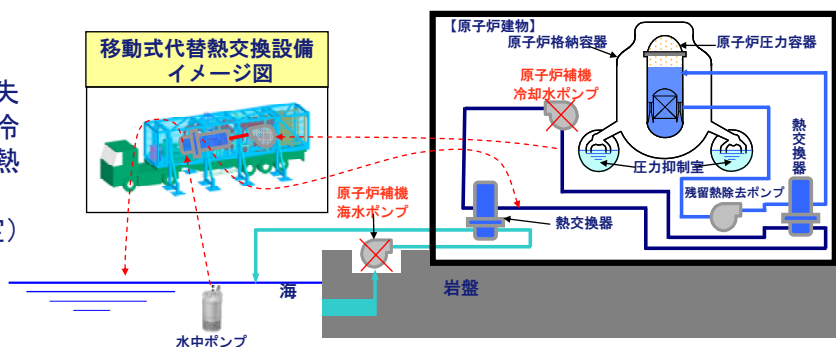 失
冷
熱
定）
移動式代替熱交換設備
イメージ図
【原子炉建物】
原子炉格納容器
原子炉圧力容器
原子炉補機
冷却水ポンプ
熱交換器
圧力抑制室
残留熱除去ポンプ
原子炉補機
海水ポンプ
熱交換器
海
岩盤
水中ポンプ